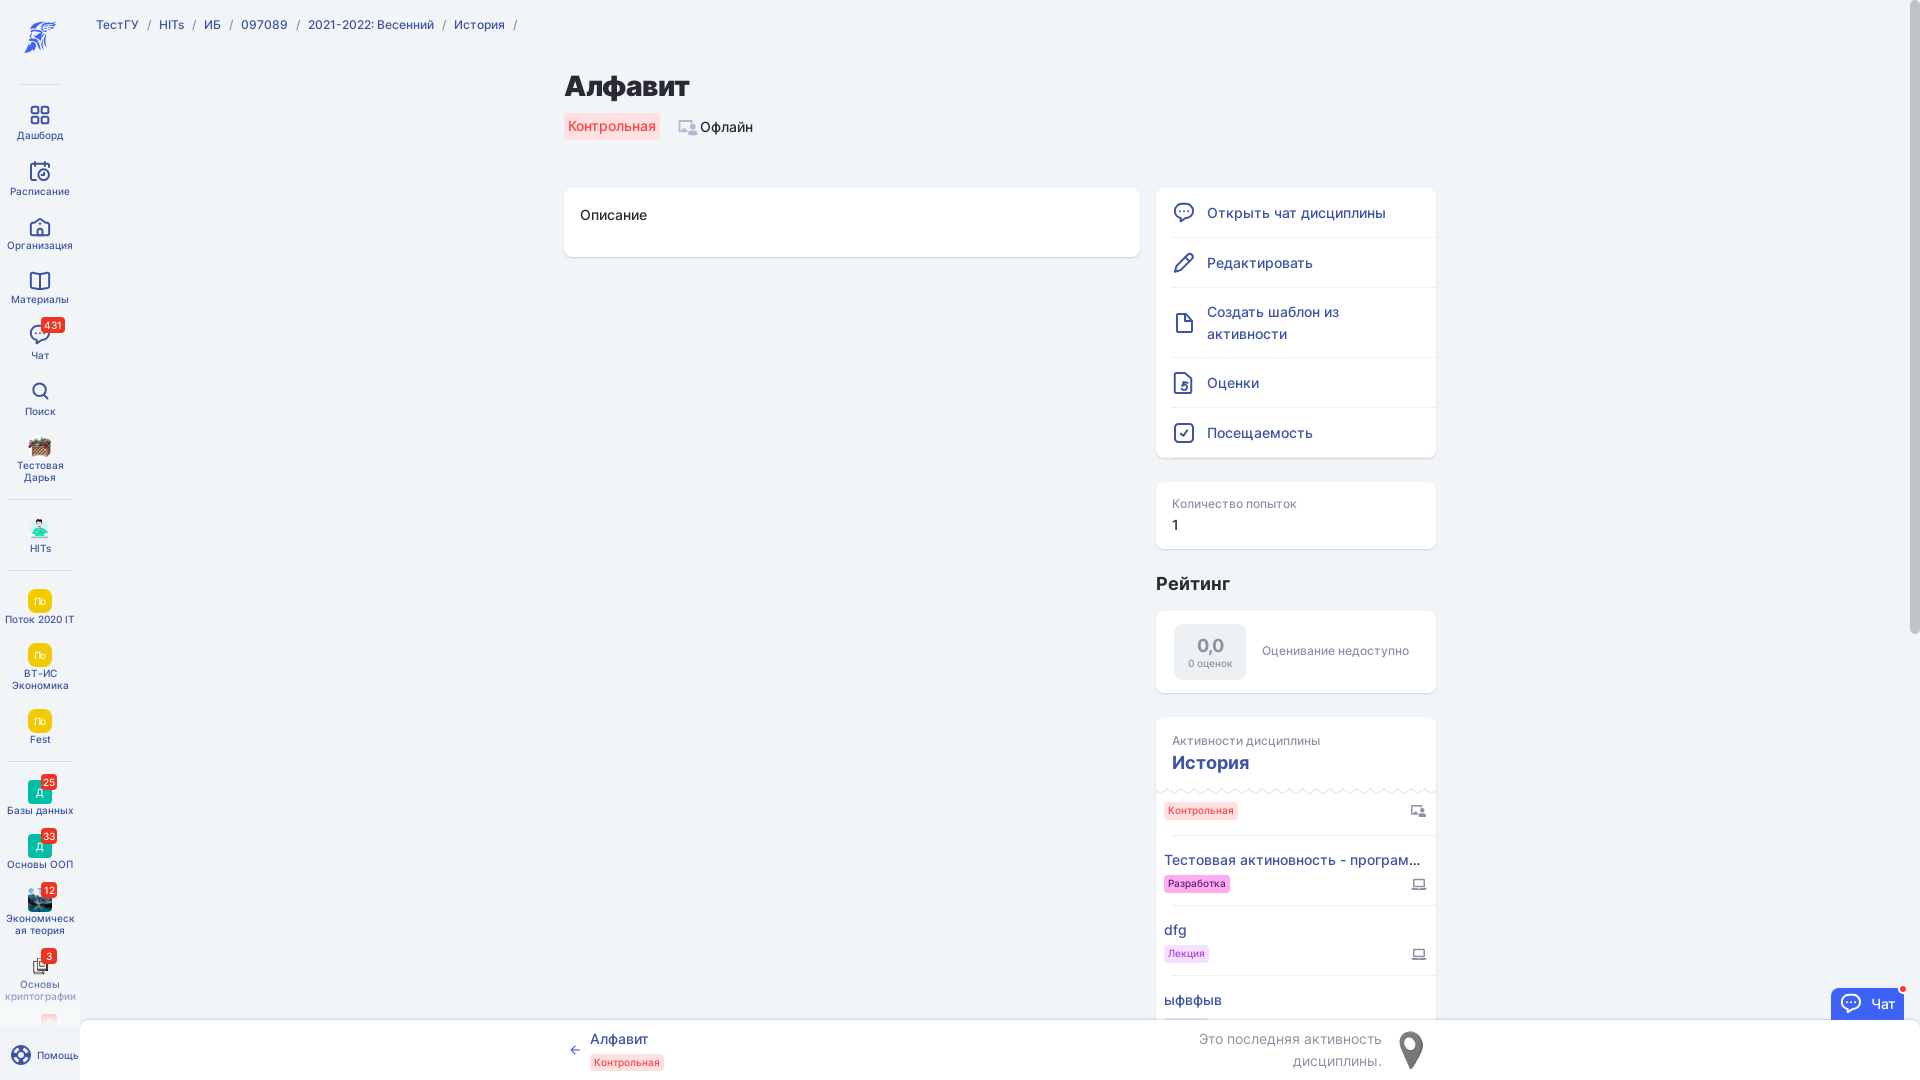 ТестГУ / HITs / ИБ / 097089 / 2021-2022: Весенний / История /
Алфавит
Контрольная Офлайн
Дашборд
Расписание
Организация
Материалы
431
Чат
Поиск
Тестовая
Дарья
HITs
По
Поток 2020 IT
По
ВТ-ИС
Экономика
По
Fest
25
Д
Базы данных
33
Д
Основы ООП
12
Экономическ
ая теория
3
Основы
криптографии
Помощь
Описание
Открыть чат дисциплины
Редактировать
Создать шаблон из
активности
Оценки
Посещаемость
Количество попыток
1
Рейтинг
0,0
0 оценок
Оценивание недоступно
Активности дисциплины
История
Контрольная
Тестоввая актиновность - програм...
Разработка
dfg
Лекция
ыфвфыв
Чат
Алфавит
Контрольная
Это последняя активность
дисциплины.